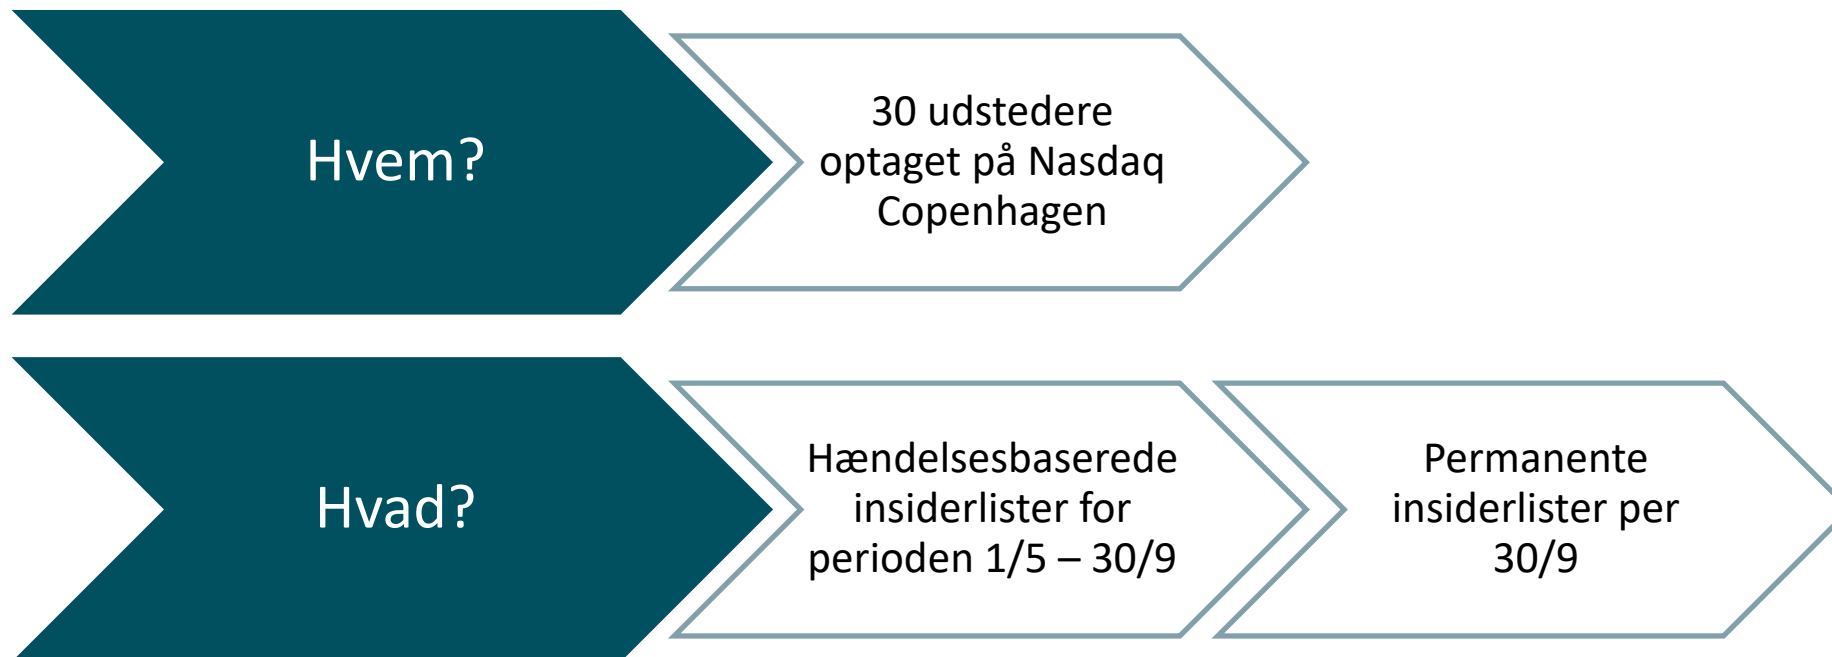 Hvem?
30 udstedere
optaget på Nasdaq
Copenhagen
Hvad?
Hændelsesbaserede
insiderlister for
perioden 1/5 – 30/9
Permanente
insiderlister per
30/9